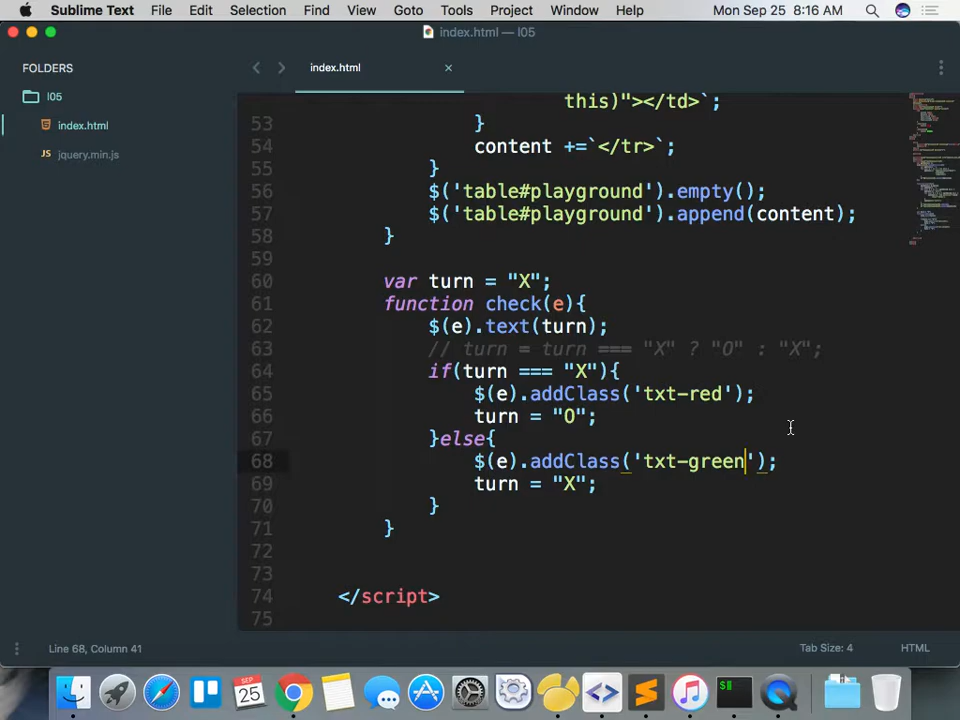 Sublime Text File Edit Selection Find View Goto Tools Project Window Help Mon Sep 25 8:16 AM
index.html — l05
FOLDERS
index.html
l05
index.html
JS jquery.min.js
this)"></td>`;
53 }
54 content +=`</tr>`;
55 }
56 $('table#playground').empty();
57 $('table#playground').append(content);
58 }
59
60 var turn = "X";
61 function check(e){
62 $(e).text(turn);
63 // turn = turn === "X" ? "O" : "X";
64 if(turn === "X"){
65 $(e).addClass('txt-red');
66 turn = "O";
67 }else{
68 $(e).addClass('txt-green');
69 turn = "X";
70 }
71 }
72
73
74 </script>
75
Line 68, Column 41 Tab Size: 4 HTML
SEP
25